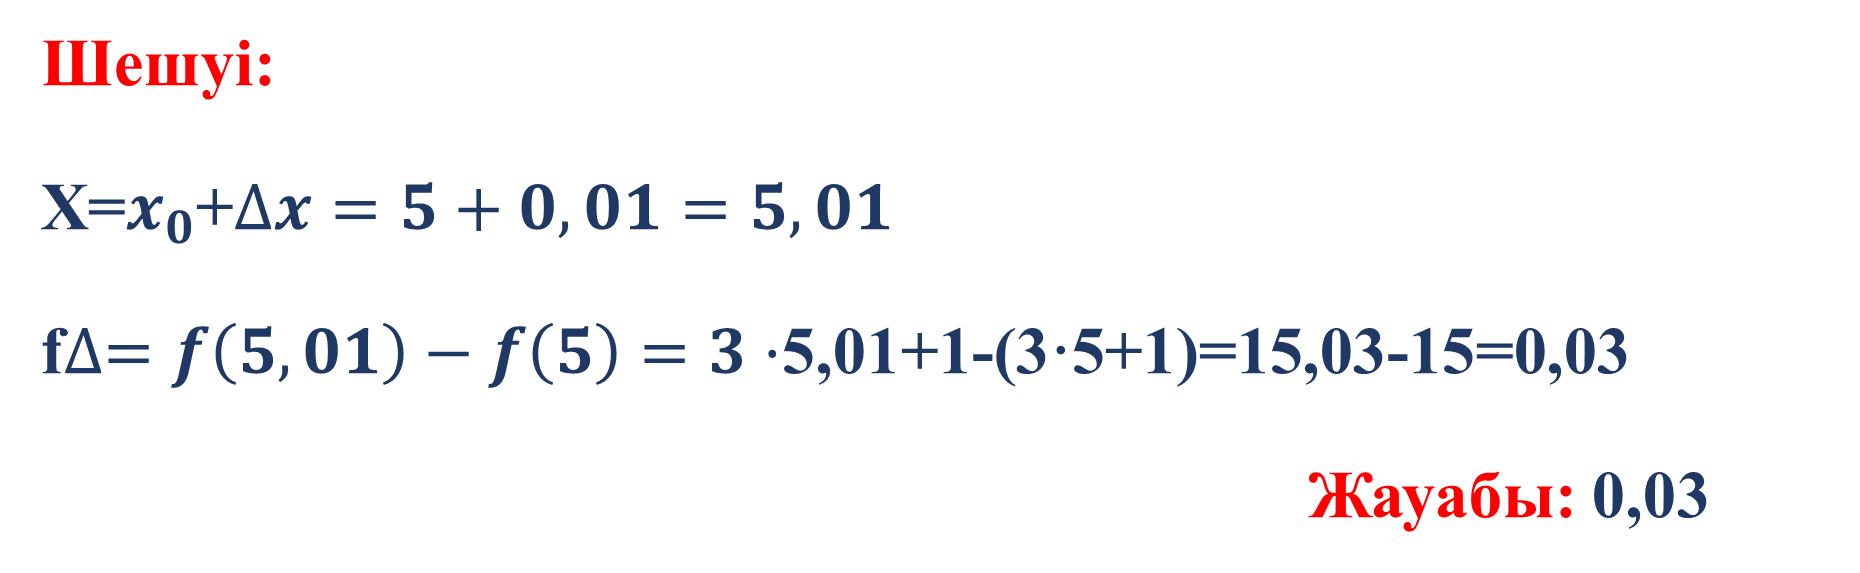 Шешуі:
X=x₀+Δx = 5 + 0,01 = 5,01
fΔ= f(5,01) − f(5) = 3 ·5,01+1-(3·5+1)=15,03-15=0,03
Жауабы: 0,03